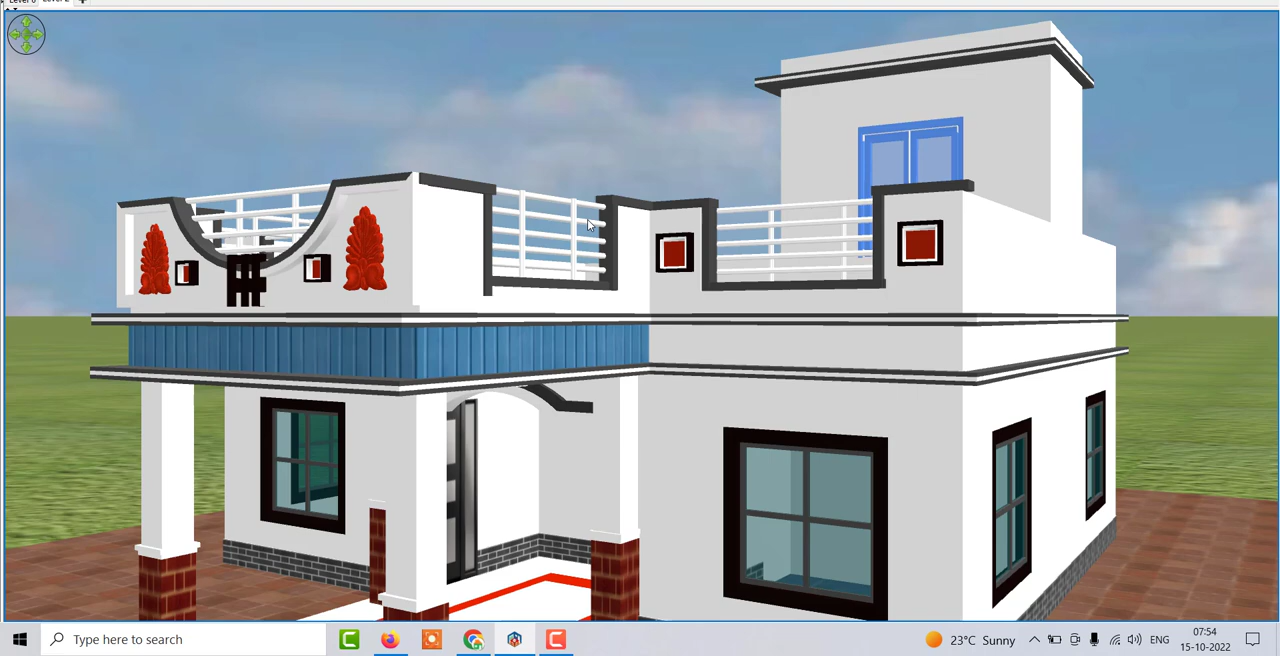 Type here to search
23°C Sunny
ENG
07:54
15-10-2022